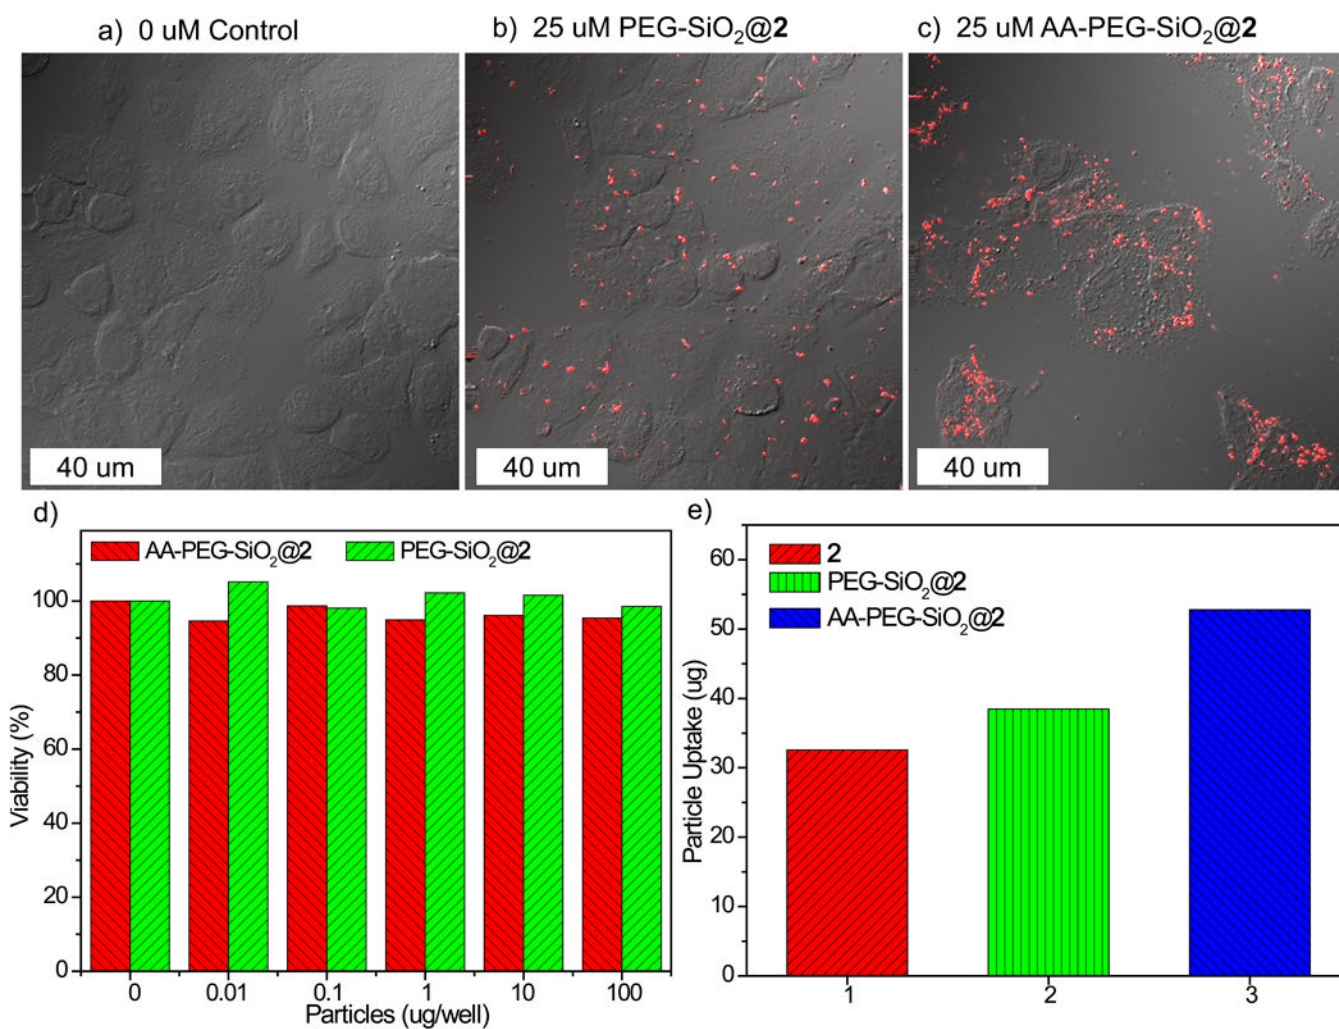 a) 0 uM Control
b) 25 uM PEG-SiO₂@2
c) 25 uM AA-PEG-SiO₂@2
40 um
40 um
40 um
d)
AA-PEG-SiO₂@2
PEG-SiO₂@2
Viability (%)
100
80
60
40
20
0
0 0.01 0.1 1 10 100
Particles (ug/well)
e)
2
PEG-SiO₂@2
AA-PEG-SiO₂@2
Particle Uptake (ug)
60
50
40
30
20
10
0
1 2 3